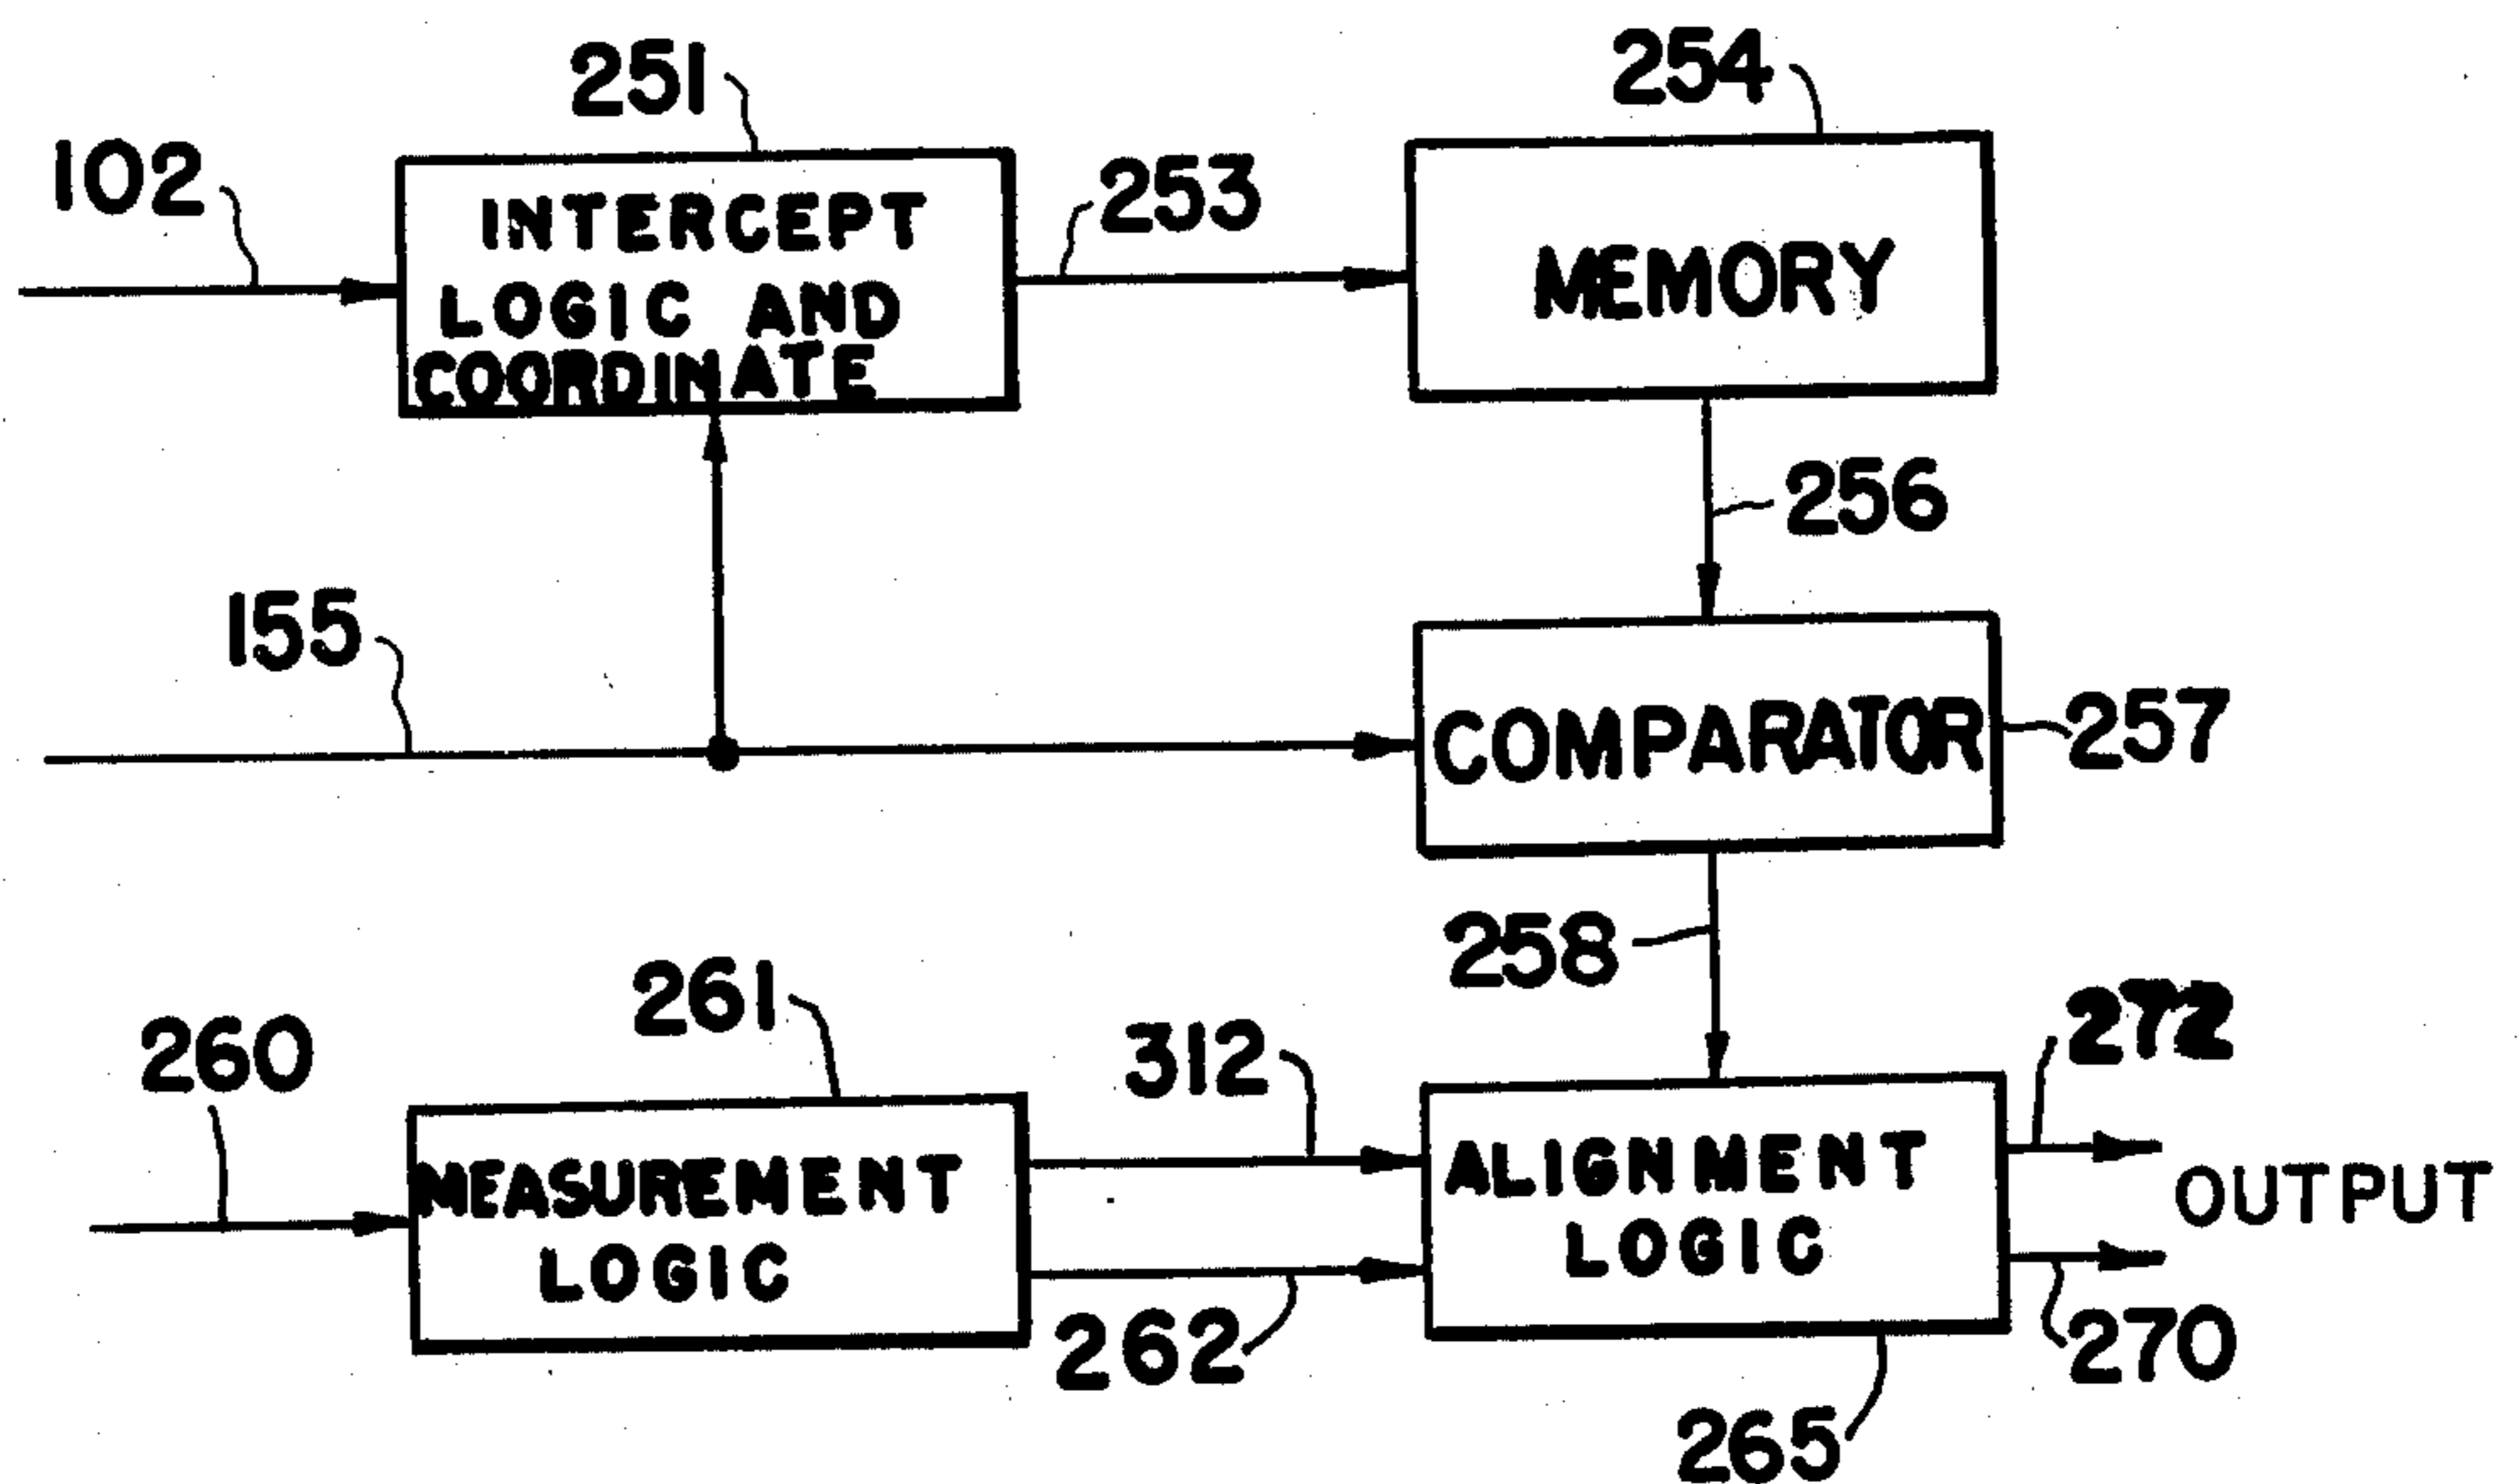 251
254
102
253
INTERCEPT
LOGIC AND
COORDINATE
MEMORY
256
155
COMPARATOR
257
258
261
272
260
312
MEASUREMENT
LOGIC
ALIGNMENT
LOGIC
OUTPUT
262
270
265